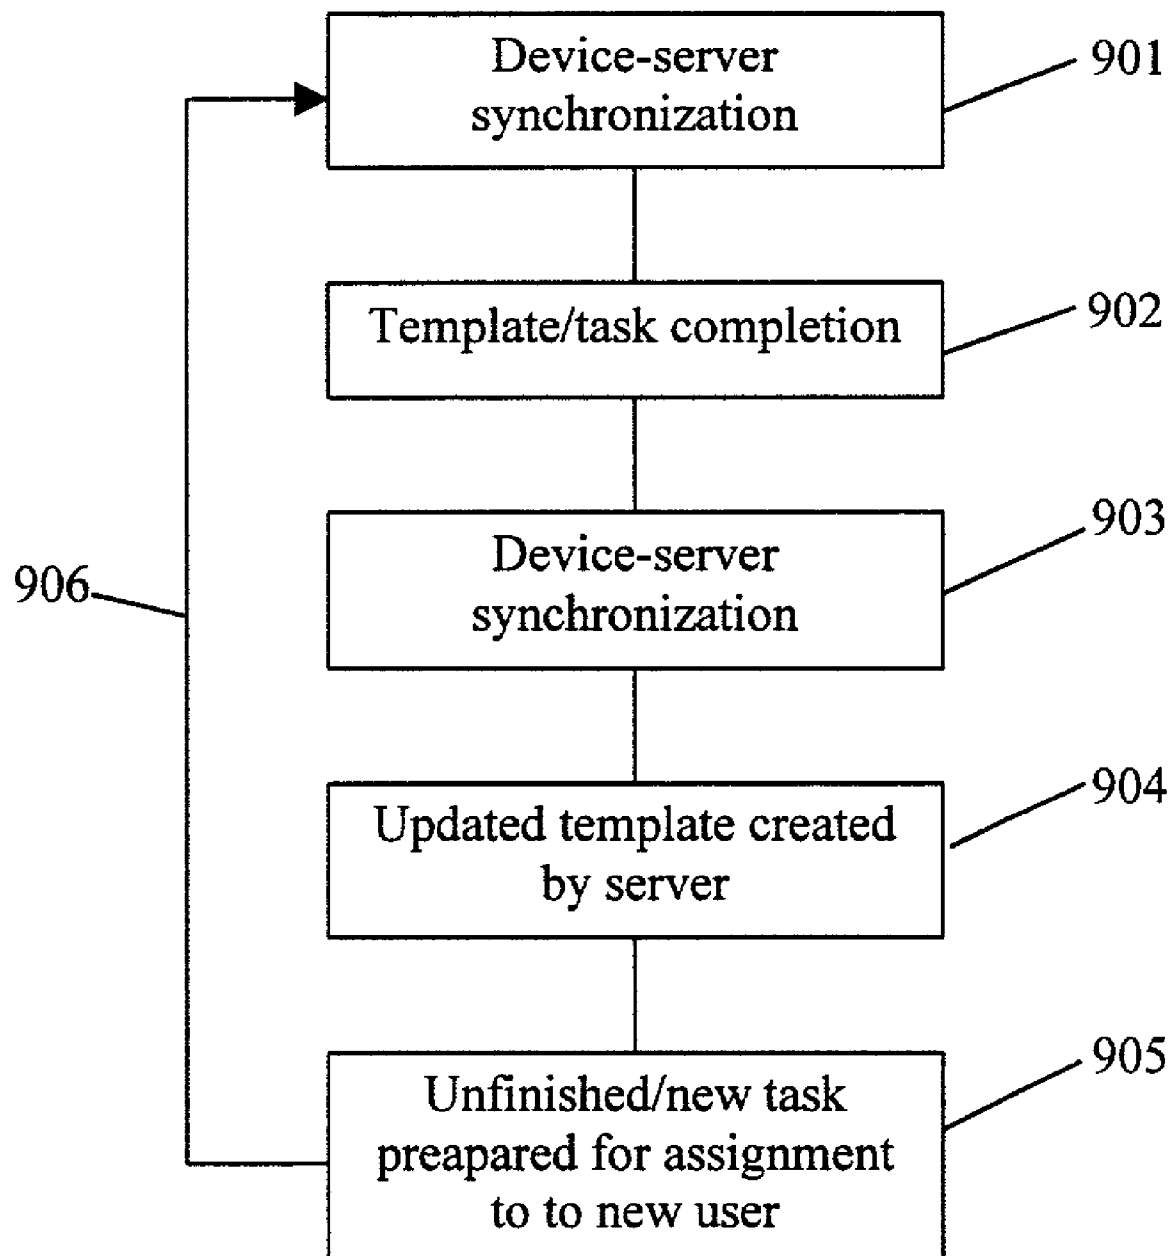 Device-server
synchronization
901
Template/task completion
902
Device-server
synchronization
903
906
Updated template created
by server
904
Unfinished/new task
preapared for assignment
to to new user
905